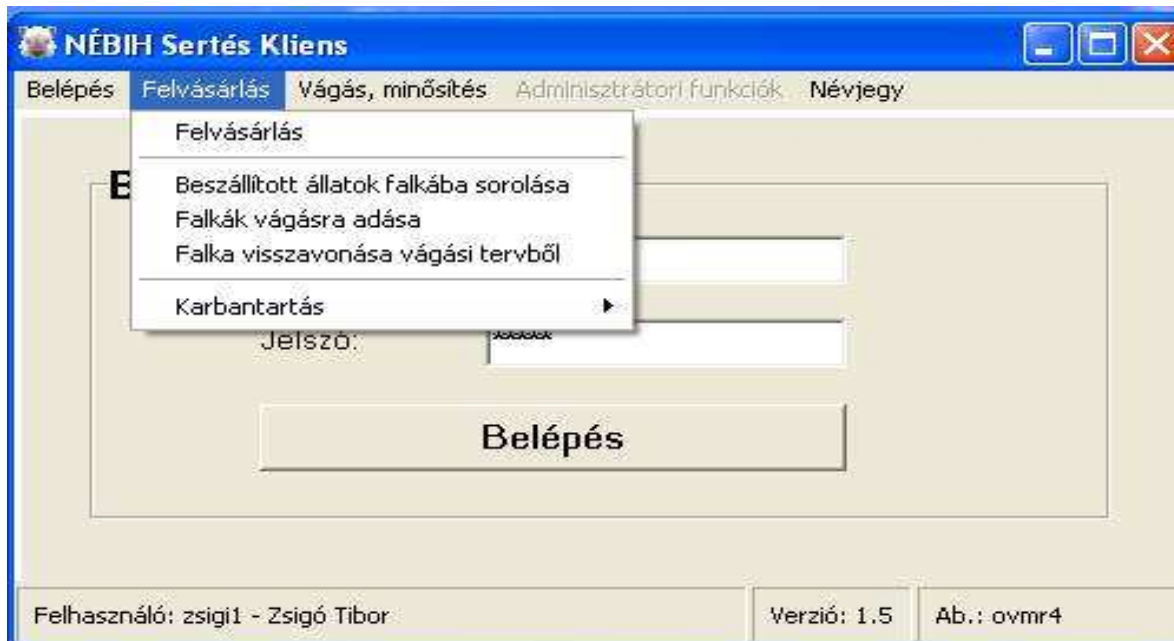 NÉBIH Sertés Kliens
Belépés Felvásárlás Vágás, minősítés Adminisztrátori funkciók Névjegy
Felvásárlás
Beszállított állatok falkába sorolása
Falkák vágásra adása
Falka visszavonása vágási tervből
Karbantartás
Jelszó:
Belépés
Felhasználó: zsigi1 - Zsigó Tibor Verzió: 1.5 Ab.: ovmr4